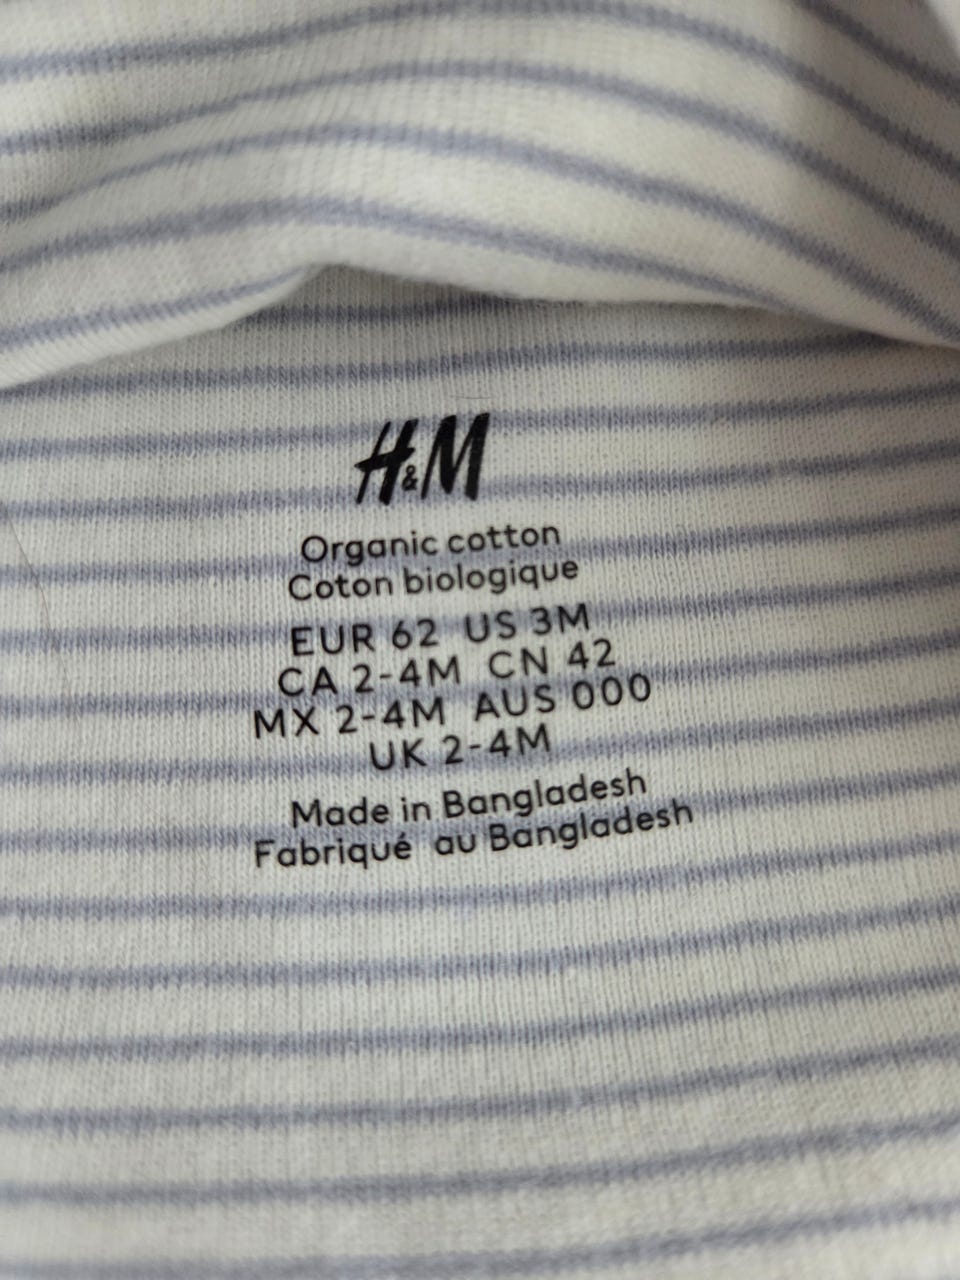 H&M
Organic cotton
Coton biologique
EUR 62 US 3M
CA 2-4M CN 42
MX 2-4M AUS 000
UK 2-4M
Made in Bangladesh
Fabriqué au Bangladesh